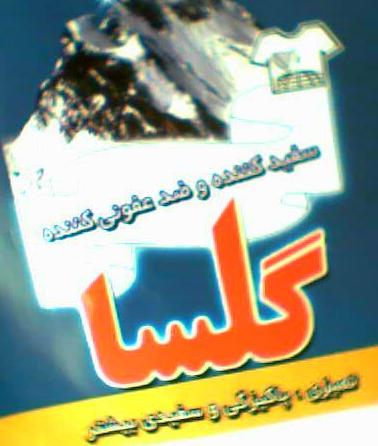 سفید کننده و ضد عفونی کننده
گلسا
تمیزی ، پاکیزگی و سفیدی بیشتر